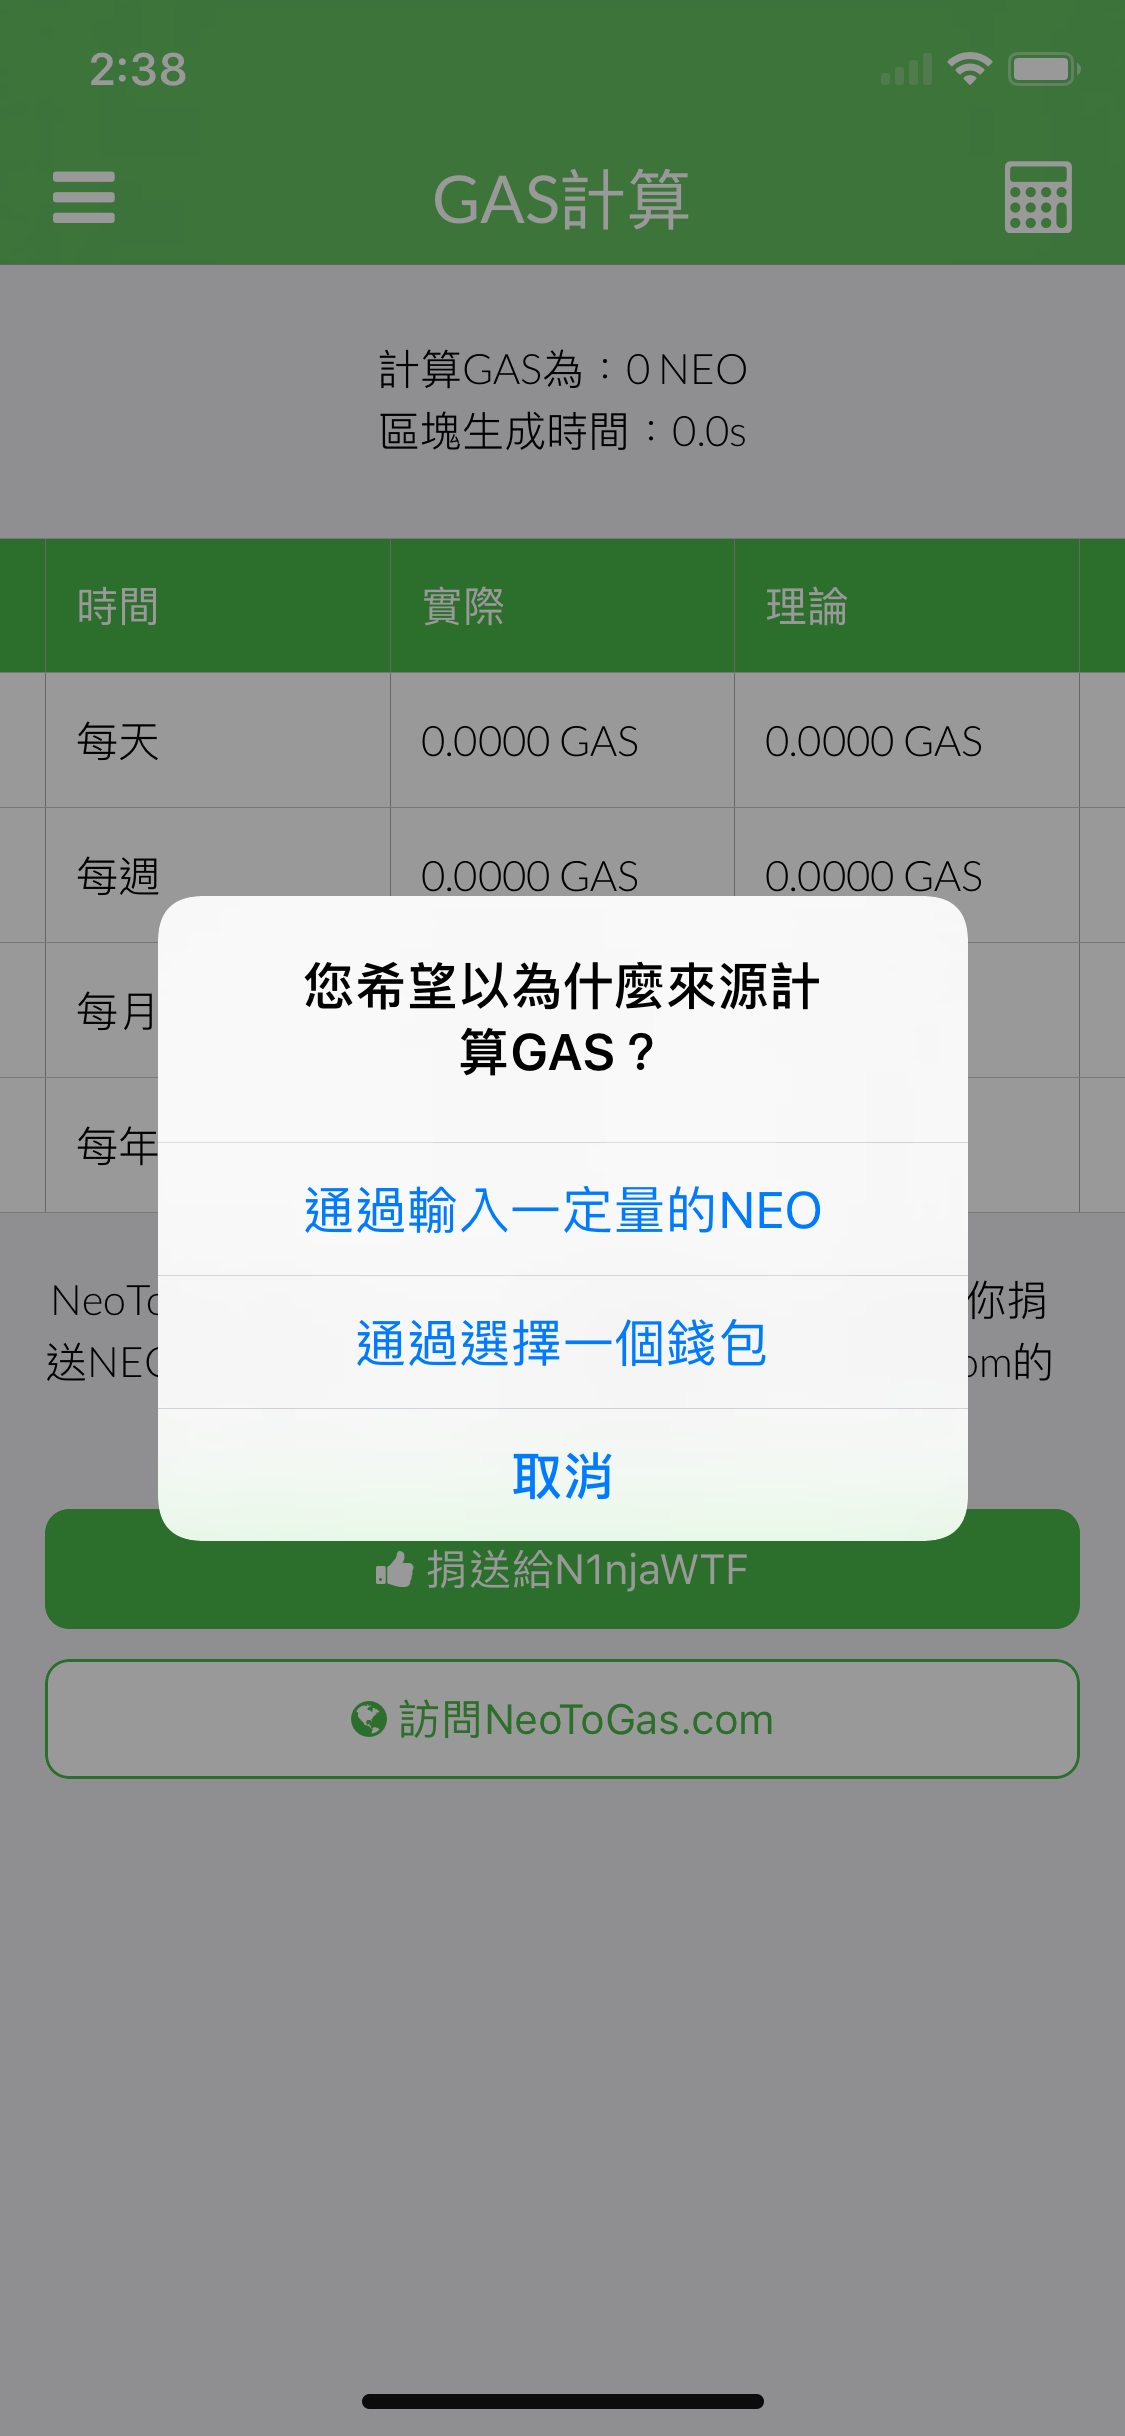 2:38
GAS計算
計算GAS為：0 NEO
區塊生成時間：0.0s
時間 實際 理論
每天 0.0000 GAS 0.0000 GAS
每週 0.0000 GAS 0.0000 GAS
每月
每年
您希望以為什麼來源計
算GAS？
通過輸入一定量的NEO
通過選擇一個錢包
取消
你捐
送NEO
的
捐送給N1njaWTF
訪問NeoToGas.com